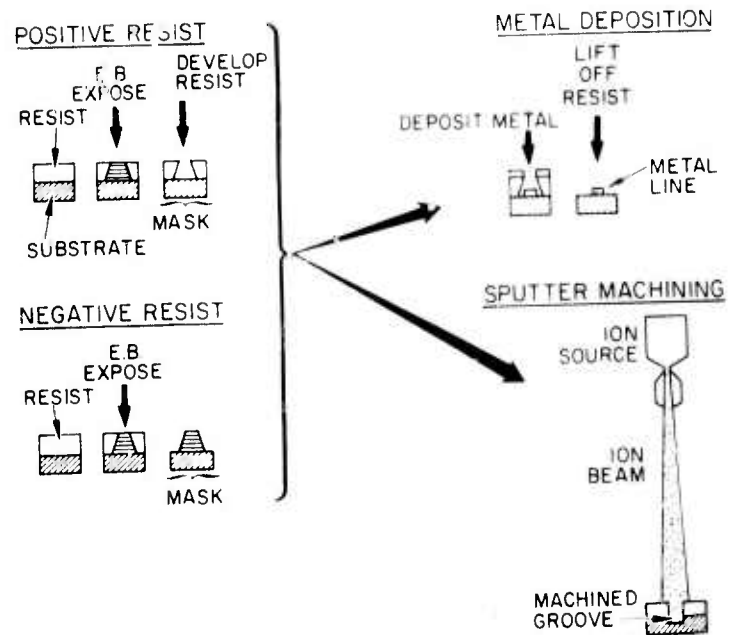 POSITIVE RESIST
E.B.
EXPOSE
DEVELOP
RESIST
RESIST
SUBSTRATE
MASK
NEGATIVE RESIST
E.B.
EXPOSE
RESIST
MASK
METAL DEPOSITION
LIFT
OFF
RESIST
DEPOSIT METAL
METAL
LINE
SPUTTER MACHINING
ION
SOURCE
ION
BEAM
MACHINED
GROOVE